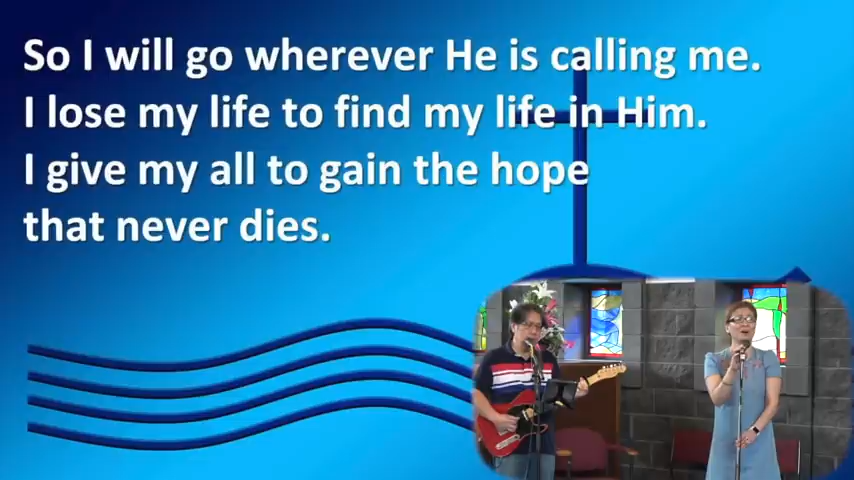 So I will go wherever He is calling me.
I lose my life to find my life in Him.
I give my all to gain the hope
that never dies.